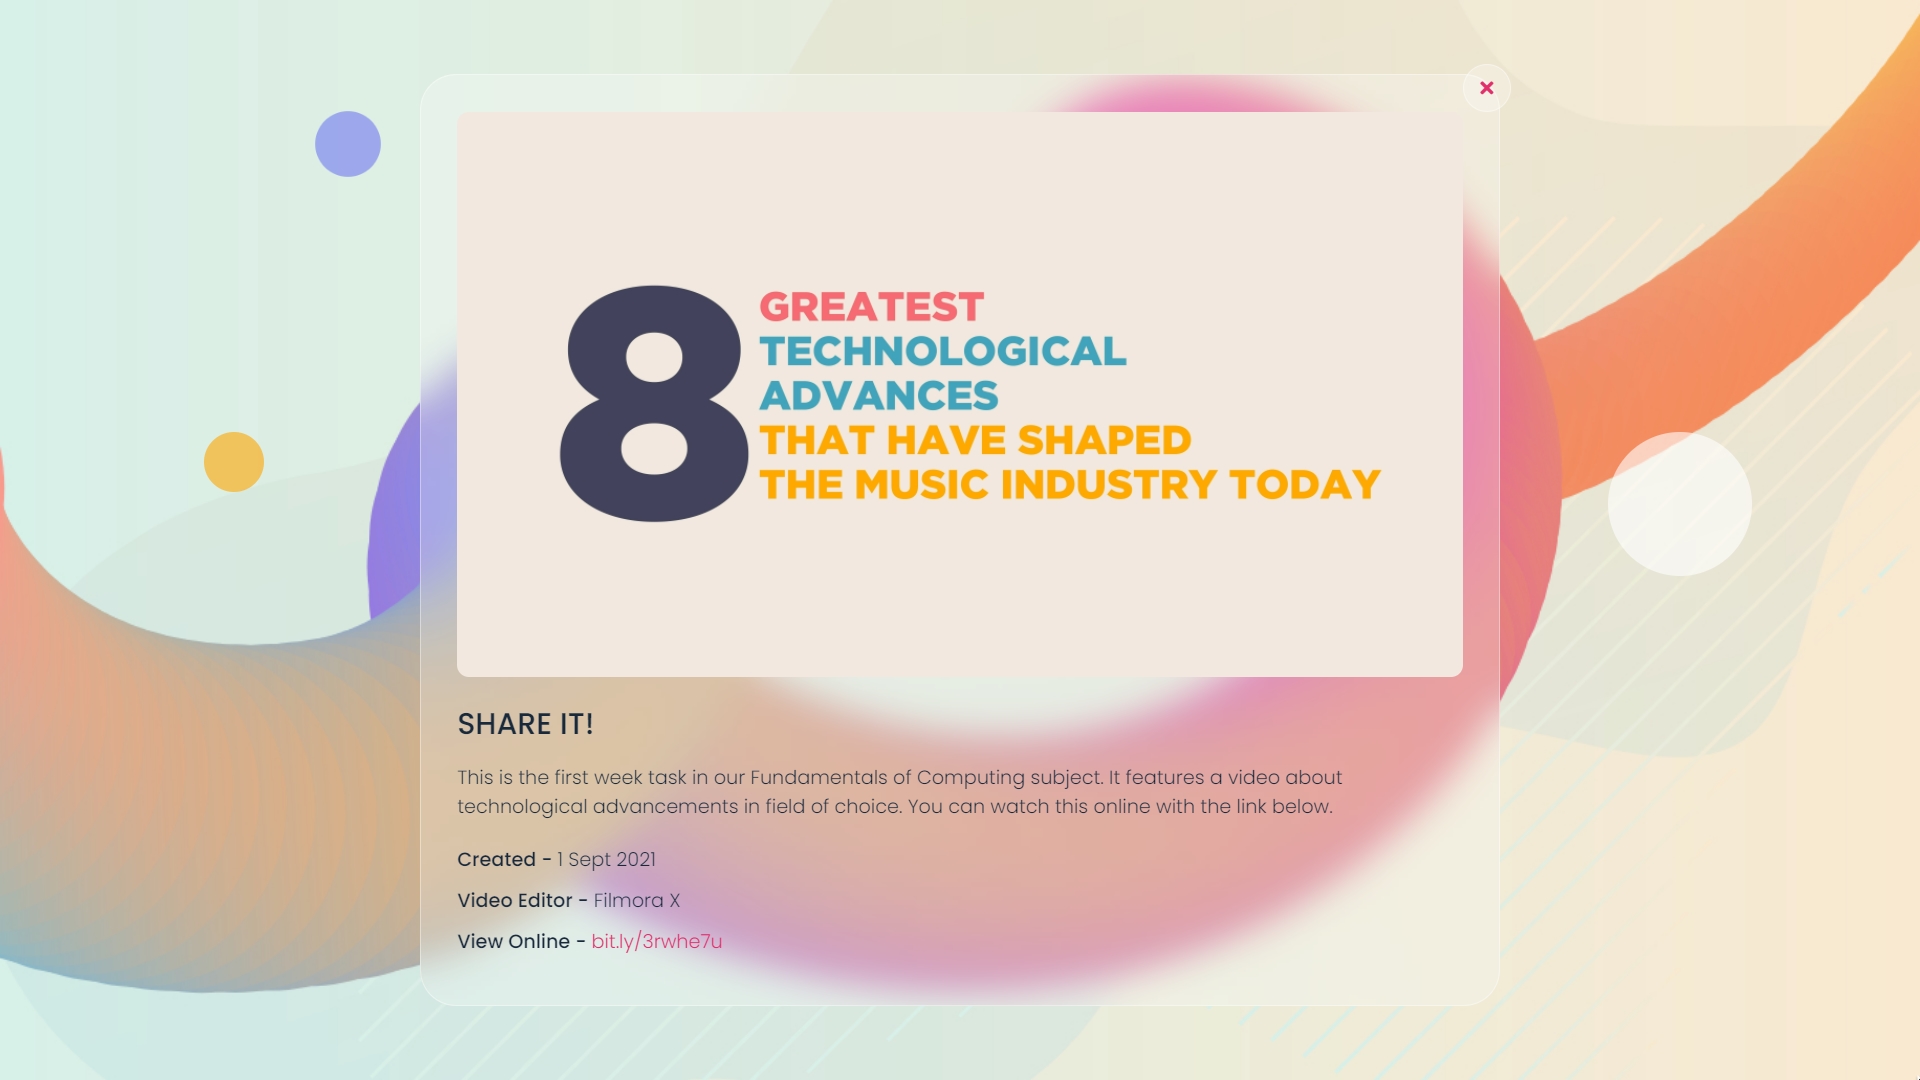 8
GREATEST
TECHNOLOGICAL
ADVANCES
THAT HAVE SHAPED
THE MUSIC INDUSTRY TODAY
SHARE IT!
This is the first week task in our Fundamentals of Computing subject. It features a video about
technological advancements in field of choice. You can watch this online with the link below.
Created - 1 Sept 2021
Video Editor - Filmora X
View Online - bit.ly/3rwhe7u